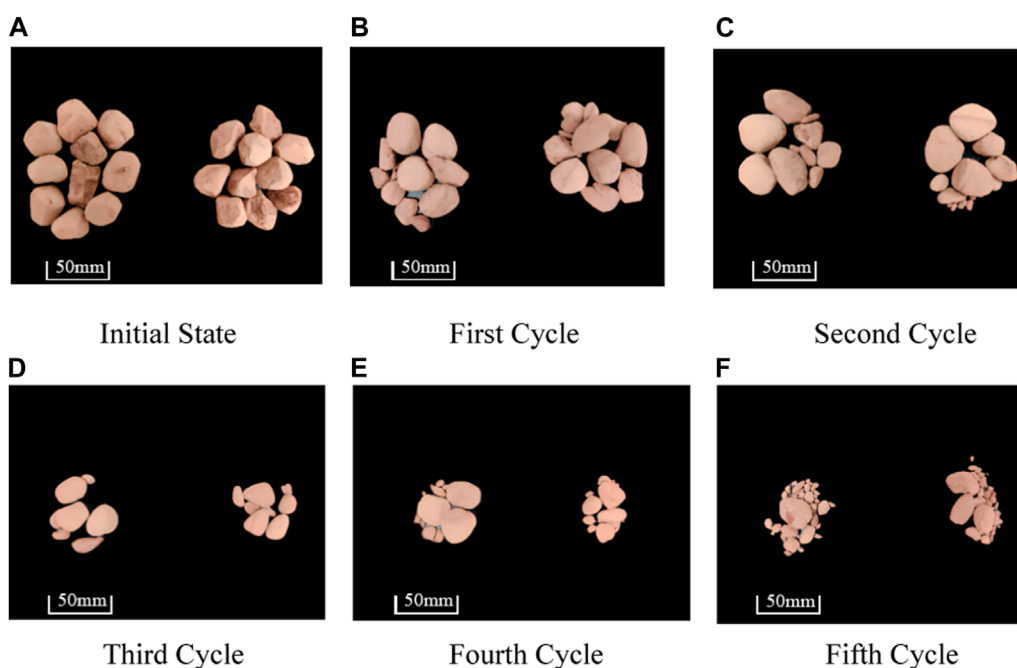 A
B
C
50mm
50mm
50mm
Initial State
First Cycle
Second Cycle
D
E
F
50mm
50mm
50mm
Third Cycle
Fourth Cycle
Fifth Cycle